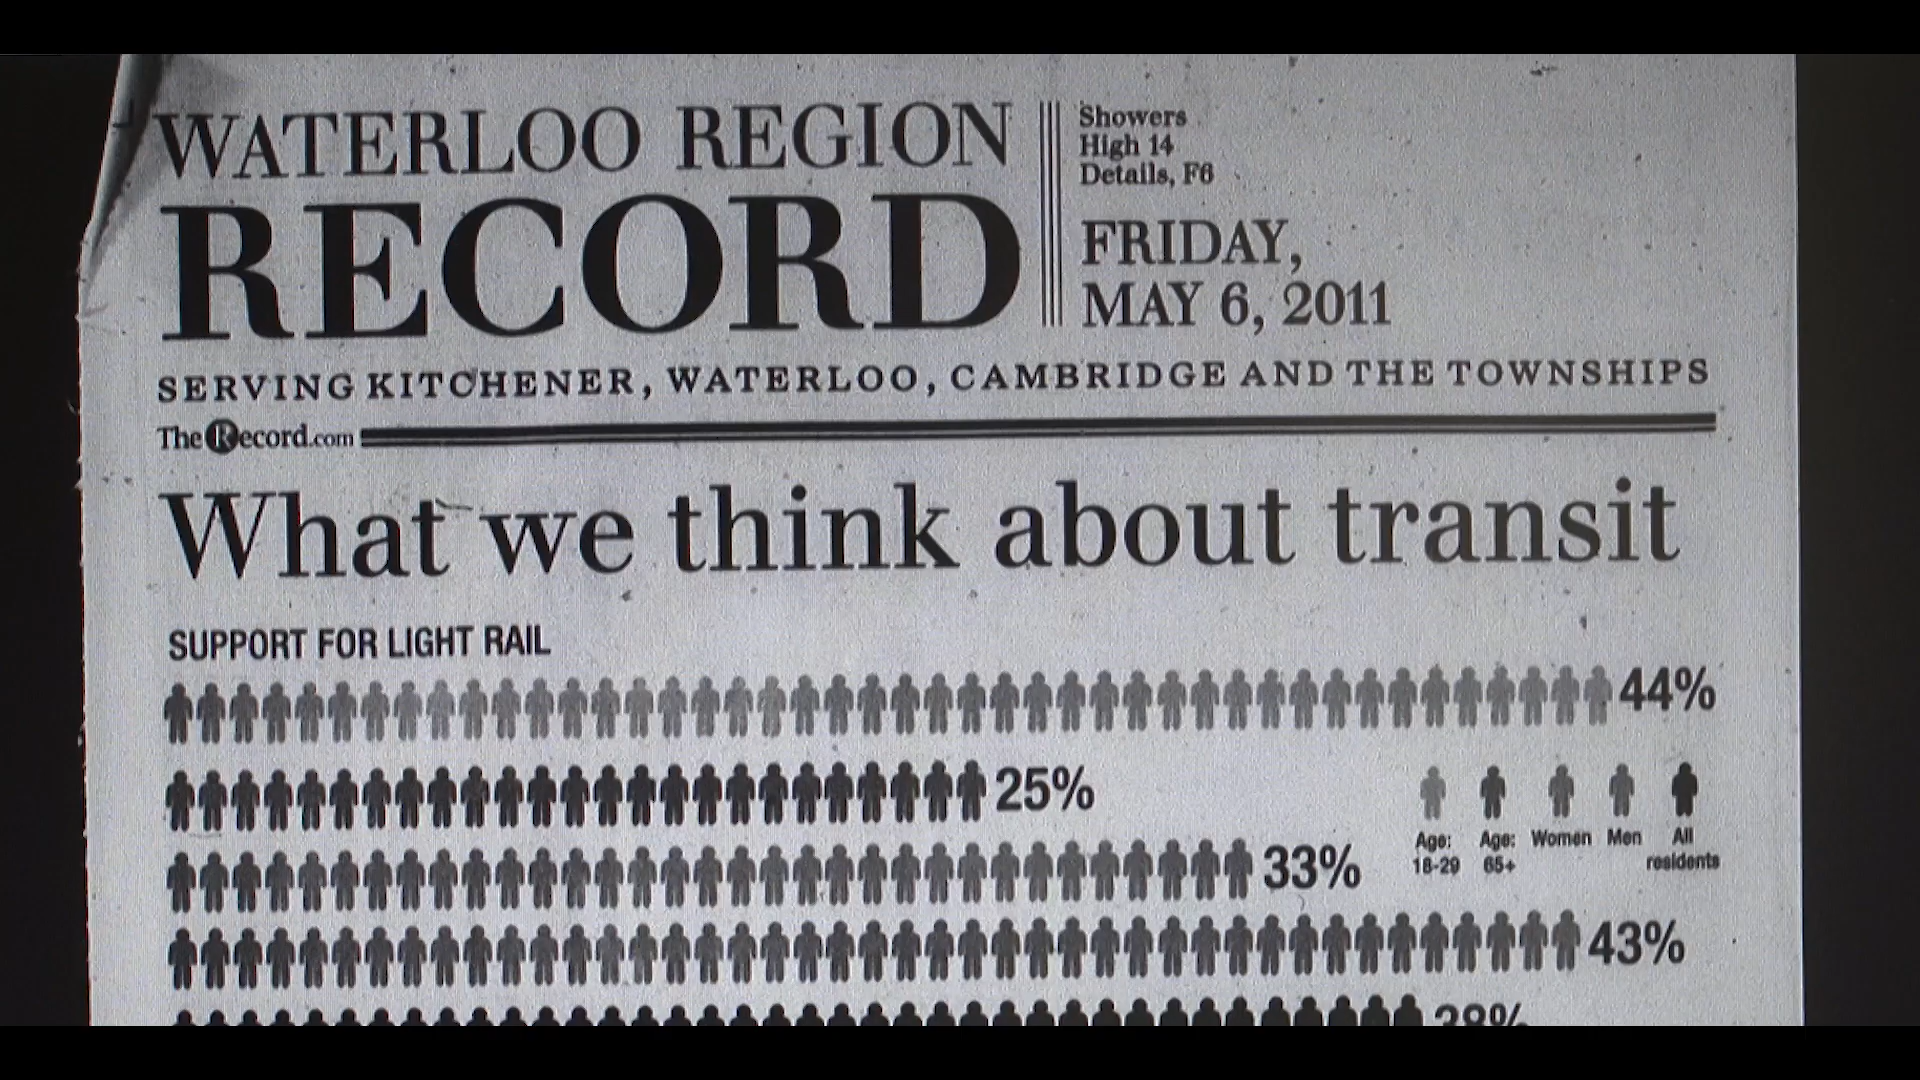 WATERLOO REGION
RECORD
Showers
High 14
Details, F6
FRIDAY,
MAY 6, 2011
SERVING KITCHENER, WATERLOO, CAMBRIDGE AND THE TOWNSHIPS
TheRecord.com
What we think about transit
SUPPORT FOR LIGHT RAIL
44%
25%
33%
43%
38%
Age: 18-29
Age: 65+
Women
Men
All residents